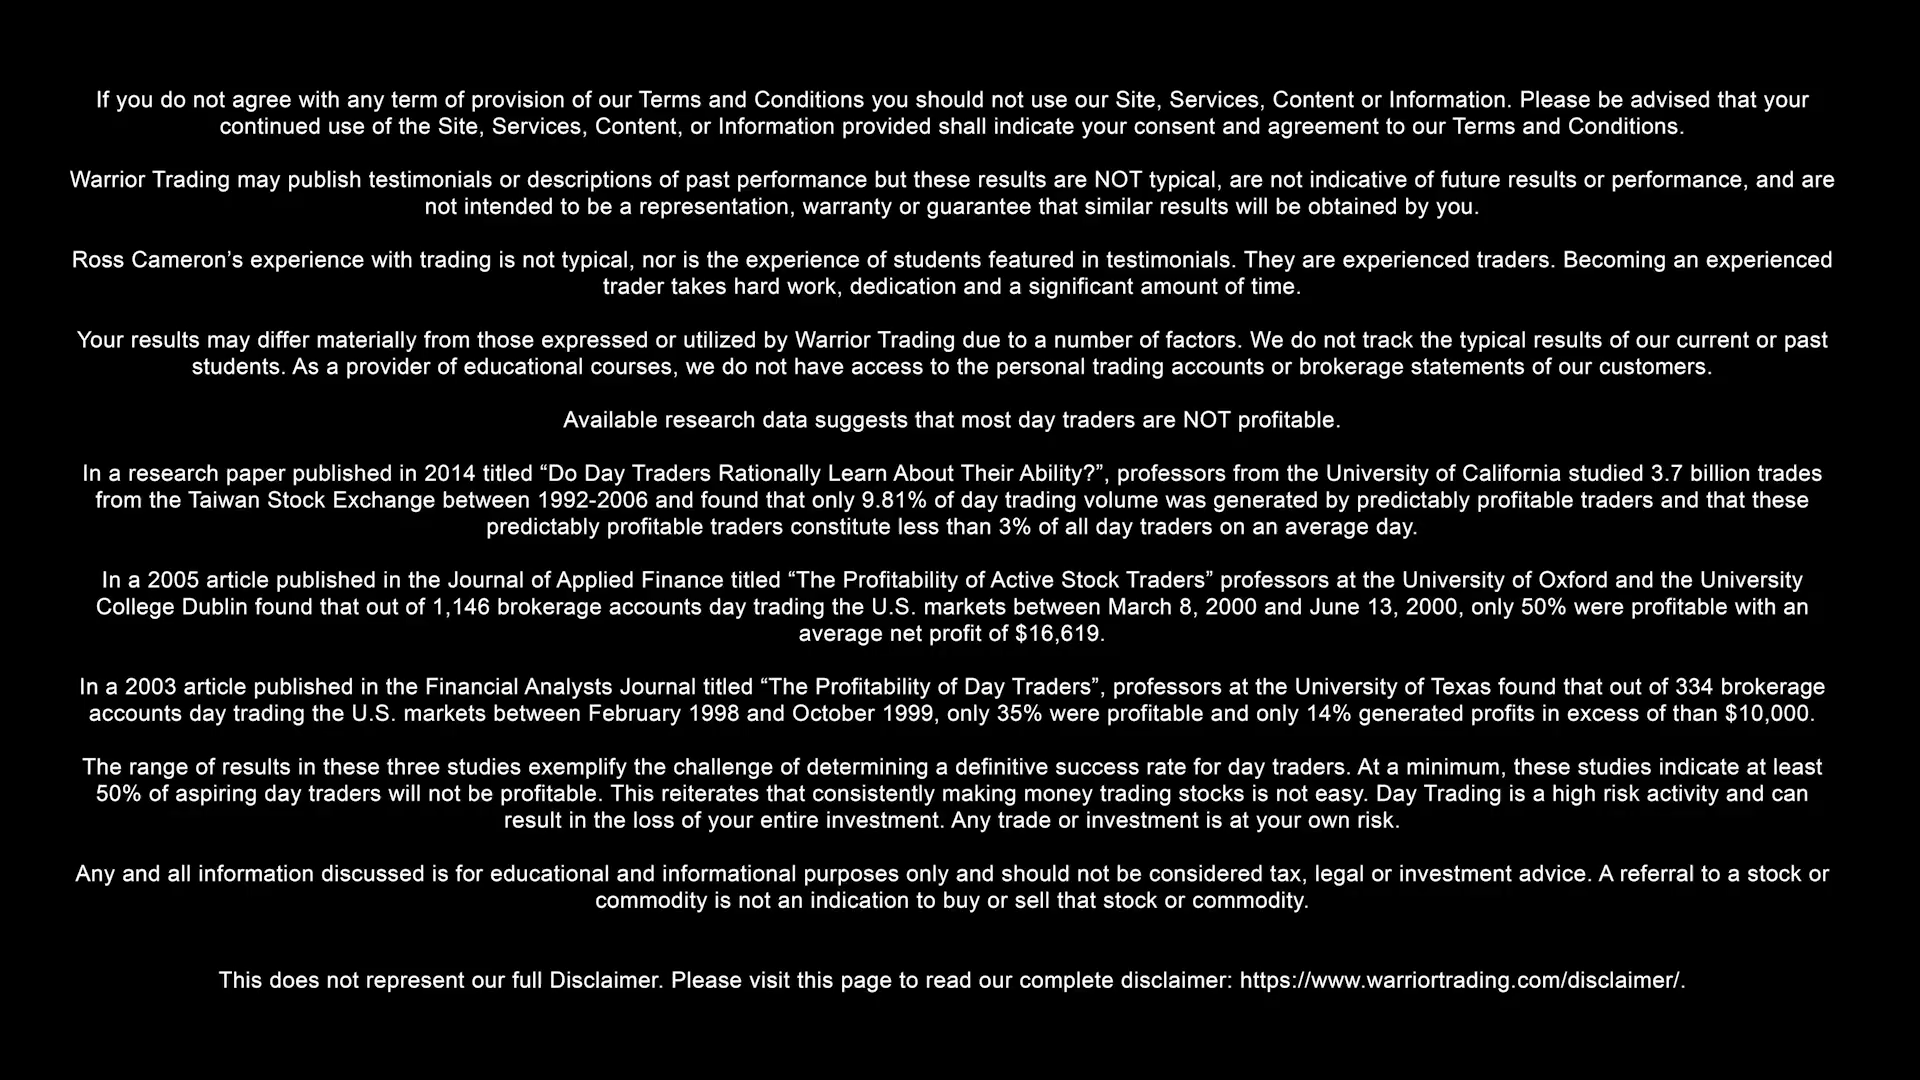 If you do not agree with any term of provision of our Terms and Conditions you should not use our Site, Services, Content or Information. Please be advised that your
continued use of the Site, Services, Content, or Information provided shall indicate your consent and agreement to our Terms and Conditions.
Warrior Trading may publish testimonials or descriptions of past performance but these results are NOT typical, are not indicative of future results or performance, and are
not intended to be a representation, warranty or guarantee that similar results will be obtained by you.
Ross Cameron’s experience with trading is not typical, nor is the experience of students featured in testimonials. They are experienced traders. Becoming an experienced
trader takes hard work, dedication and a significant amount of time.
Your results may differ materially from those expressed or utilized by Warrior Trading due to a number of factors. We do not track the typical results of our current or past
students. As a provider of educational courses, we do not have access to the personal trading accounts or brokerage statements of our customers.
Available research data suggests that most day traders are NOT profitable.
In a research paper published in 2014 titled “Do Day Traders Rationally Learn About Their Ability?”, professors from the University of California studied 3.7 billion trades
from the Taiwan Stock Exchange between 1992-2006 and found that only 9.81% of day trading volume was generated by predictably profitable traders and that these
predictably profitable traders constitute less than 3% of all day traders on an average day.
In a 2005 article published in the Journal of Applied Finance titled “The Profitability of Active Stock Traders” professors at the University of Oxford and the University
College Dublin found that out of 1,146 brokerage accounts day trading the U.S. markets between March 8, 2000 and June 13, 2000, only 50% were profitable with an
average net profit of $16,619.
In a 2003 article published in the Financial Analysts Journal titled “The Profitability of Day Traders”, professors at the University of Texas found that out of 334 brokerage
accounts day trading the U.S. markets between February 1998 and October 1999, only 35% were profitable and only 14% generated profits in excess of than $10,000.
The range of results in these three studies exemplify the challenge of determining a definitive success rate for day traders. At a minimum, these studies indicate at least
50% of aspiring day traders will not be profitable. This reiterates that consistently making money trading stocks is not easy. Day Trading is a high risk activity and can
result in the loss of your entire investment. Any trade or investment is at your own risk.
Any and all information discussed is for educational and informational purposes only and should not be considered tax, legal or investment advice. A referral to a stock or
commodity is not an indication to buy or sell that stock or commodity.
This does not represent our full Disclaimer. Please visit this page to read our complete disclaimer: https://www.warriortrading.com/disclaimer/.